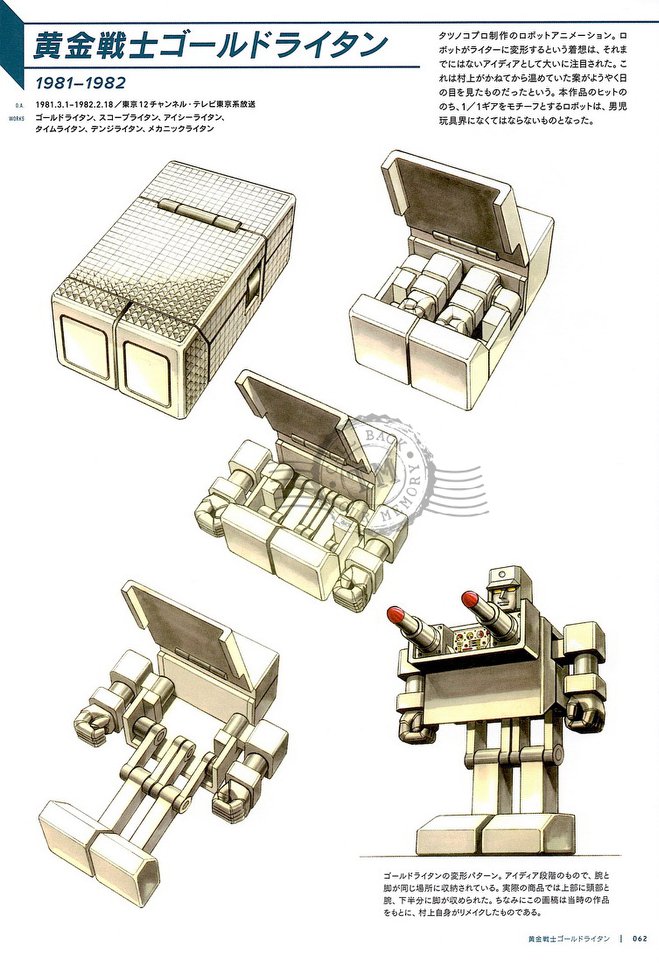 黄金戦士ゴールドライタン
1981–1982
O.A. 1981.3.1–1982.2.18／東京12チャンネル・テレビ東京系放送
WORKS ゴールドライタン、スコープライタン、アイシーライタン、
タイムライタン、デンジライタン、メカニックライタン
タツノコプロ制作のロボットアニメーション。ロ
ボットがライターに変形するという着想は、それま
でにはないアイディアとして大いに注目された。こ
れは村上がかねてから温めていた案がようやく日
の目を見たものだったという。本作品のヒットの
のち、1／1ギアをモチーフとするロボットは、男児
玩具界になくてはならないものとなった。
BACK
MEMORY
ゴールドライタンの変形パターン。アイディア段階のもので、腕と
脚が同じ場所に収納されている。実際の商品では上部に頭部と
腕、下半分に脚が収められた。ちなみにこの画稿は当時の作品
をもとに、村上自身がリメイクしたものである。
黄金戦士ゴールドライタン | 062